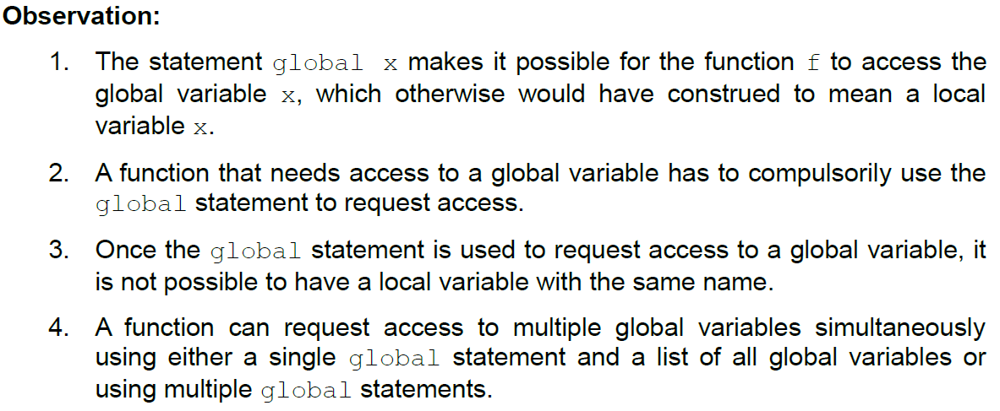 Observation:
1. The statement global x makes it possible for the function f to access the
global variable x, which otherwise would have construed to mean a local
variable x.
2. A function that needs access to a global variable has to compulsorily use the
global statement to request access.
3. Once the global statement is used to request access to a global variable, it
is not possible to have a local variable with the same name.
4. A function can request access to multiple global variables simultaneously
using either a single global statement and a list of all global variables or
using multiple global statements.